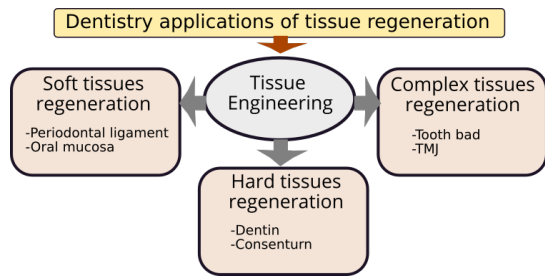 Dentistry applications of tissue regeneration
Tissue
Engineering
Soft tissues
regeneration
-Periodontal ligament
-Oral mucosa
Complex tissues
regeneration
-Tooth bad
-TMJ
Hard tissues
regeneration
-Dentin
-Consenturn